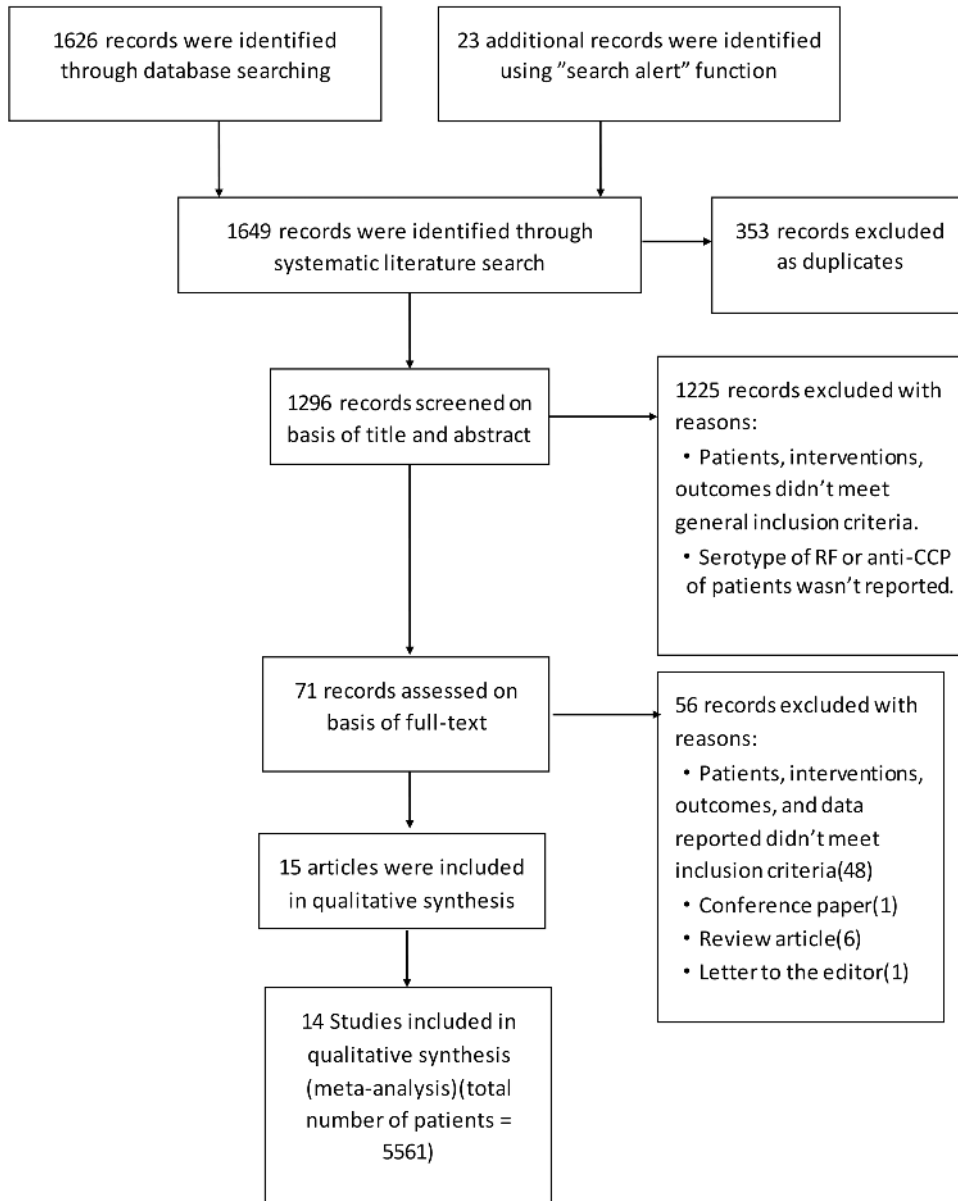 1626 records were identified
through database searching
23 additional records were identified
using ”search alert” function
1649 records were identified through
systematic literature search
353 records excluded
as duplicates
1296 records screened on
basis of title and abstract
1225 records excluded with
reasons:
• Patients, interventions,
outcomes didn’t meet
general inclusion criteria.
• Serotype of RF or anti-CCP
of patients wasn’t reported.
71 records assessed on
basis of full-text
56 records excluded with
reasons:
• Patients, interventions,
outcomes, and data
reported didn’t meet
inclusion criteria(48)
• Conference paper(1)
• Review article(6)
• Letter to the editor(1)
15 articles were included
in qualitative synthesis
14 Studies included in
qualitative synthesis
(meta-analysis)(total
number of patients =
5561)